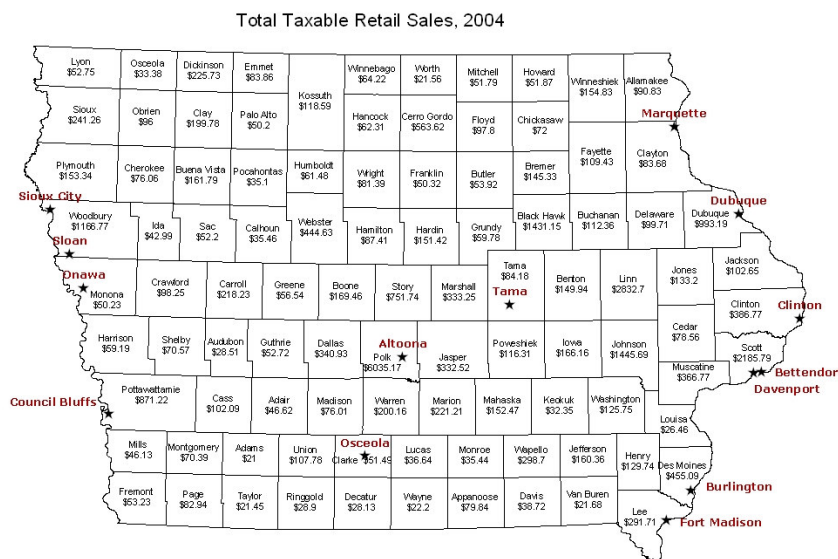 Total Taxable Retail Sales, 2004
Lyon
$52.75
Osceola
$33.38
Dickinson
$225.73
Emmet
$83.86
Kossuth
$118.59
Winnebago
$64.22
Worth
$21.56
Mitchell
$51.79
Howard
$51.87
Winneshiek
$154.83
Allamakee
$90.83
Sioux
$241.26
Obrien
$96
Clay
$199.78
Palo Alto
$50.2
Hancock
$62.31
Cerro Gordo
$563.62
Floyd
$97.8
Chickasaw
$72
Marquette
Plymouth
$153.34
Cherokee
$76.06
Buena Vista
$161.79
Pocahontas
$35.1
Humboldt
$61.48
Wright
$81.39
Franklin
$50.32
Butler
$53.92
Bremer
$145.33
Fayette
$109.43
Clayton
$83.68
Sioux City
Woodbury
$1166.77
Ida
$42.99
Sac
$52.2
Calhoun
$35.46
Webster
$444.63
Hamilton
$87.41
Hardin
$151.42
Grundy
$59.78
Black Hawk
$1431.15
Buchanan
$112.36
Delaware
$99.71
Dubuque
Dubuque
$993.19
Sloan
Onawa
Monona
$50.23
Crawford
$98.25
Carroll
$218.23
Greene
$56.54
Boone
$169.46
Story
$751.74
Marshall
$333.25
Tama
$84.18
Tama
Benton
$149.94
Linn
$2832.7
Jones
$133.2
Jackson
$102.65
Clinton
$386.77
Clinton
Harrison
$59.19
Shelby
$70.57
Audubon
$28.51
Guthrie
$52.72
Dallas
$340.93
Altoona
Polk
$6035.17
Jasper
$332.52
Poweshiek
$116.31
Iowa
$166.16
Johnson
$1445.69
Cedar
$78.56
Scott
$2185.79
Bettendorf
Davenport
Muscatine
$366.77
Council Bluffs
Pottawattamie
$871.22
Cass
$102.09
Adair
$46.62
Madison
$76.01
Warren
$200.16
Marion
$221.21
Mahaska
$152.47
Keokuk
$32.35
Washington
$125.75
Louisa
$26.46
Mills
$46.13
Montgomery
$70.39
Adams
$21
Union
$107.78
Osceola
Clarke $51.49
Lucas
$36.64
Monroe
$35.44
Wapello
$298.7
Jefferson
$160.36
Henry
$129.74
Des Moines
$455.09
Burlington
Fremont
$53.23
Page
$82.94
Taylor
$21.45
Ringgold
$28.9
Decatur
$28.13
Wayne
$22.2
Appanoose
$79.84
Davis
$38.72
Van Buren
$21.68
Lee
$291.71
Fort Madison